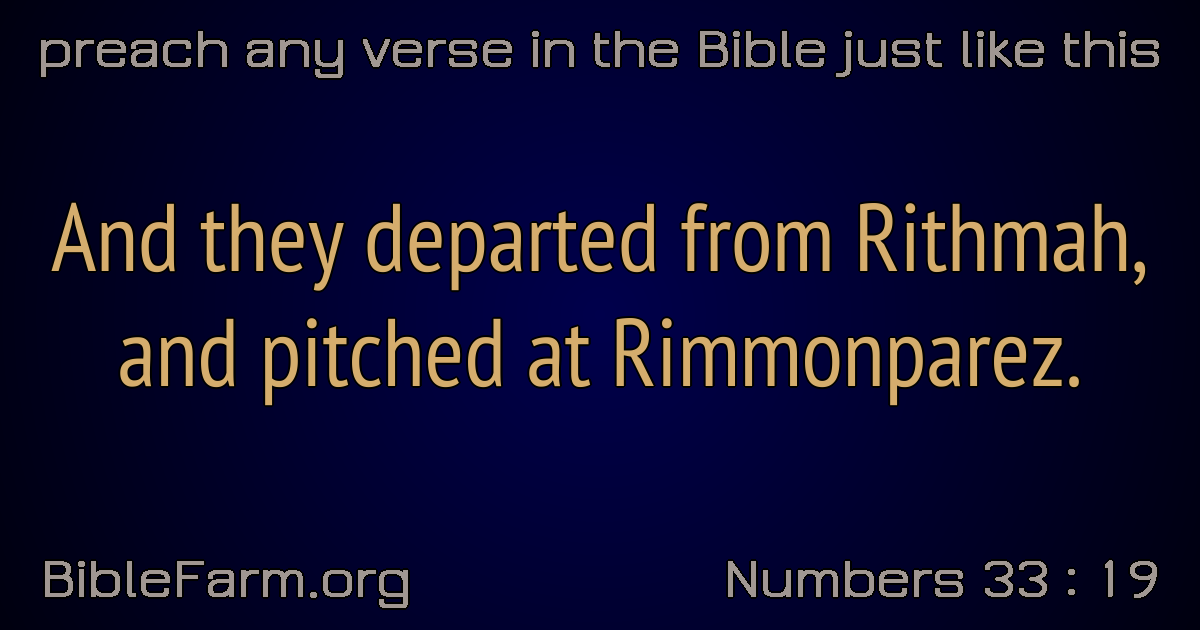 preach any verse in the Bible just like this
And they departed from Rithmah,
and pitched at Rimmonparez.
BibleFarm.org
Numbers 33 : 19